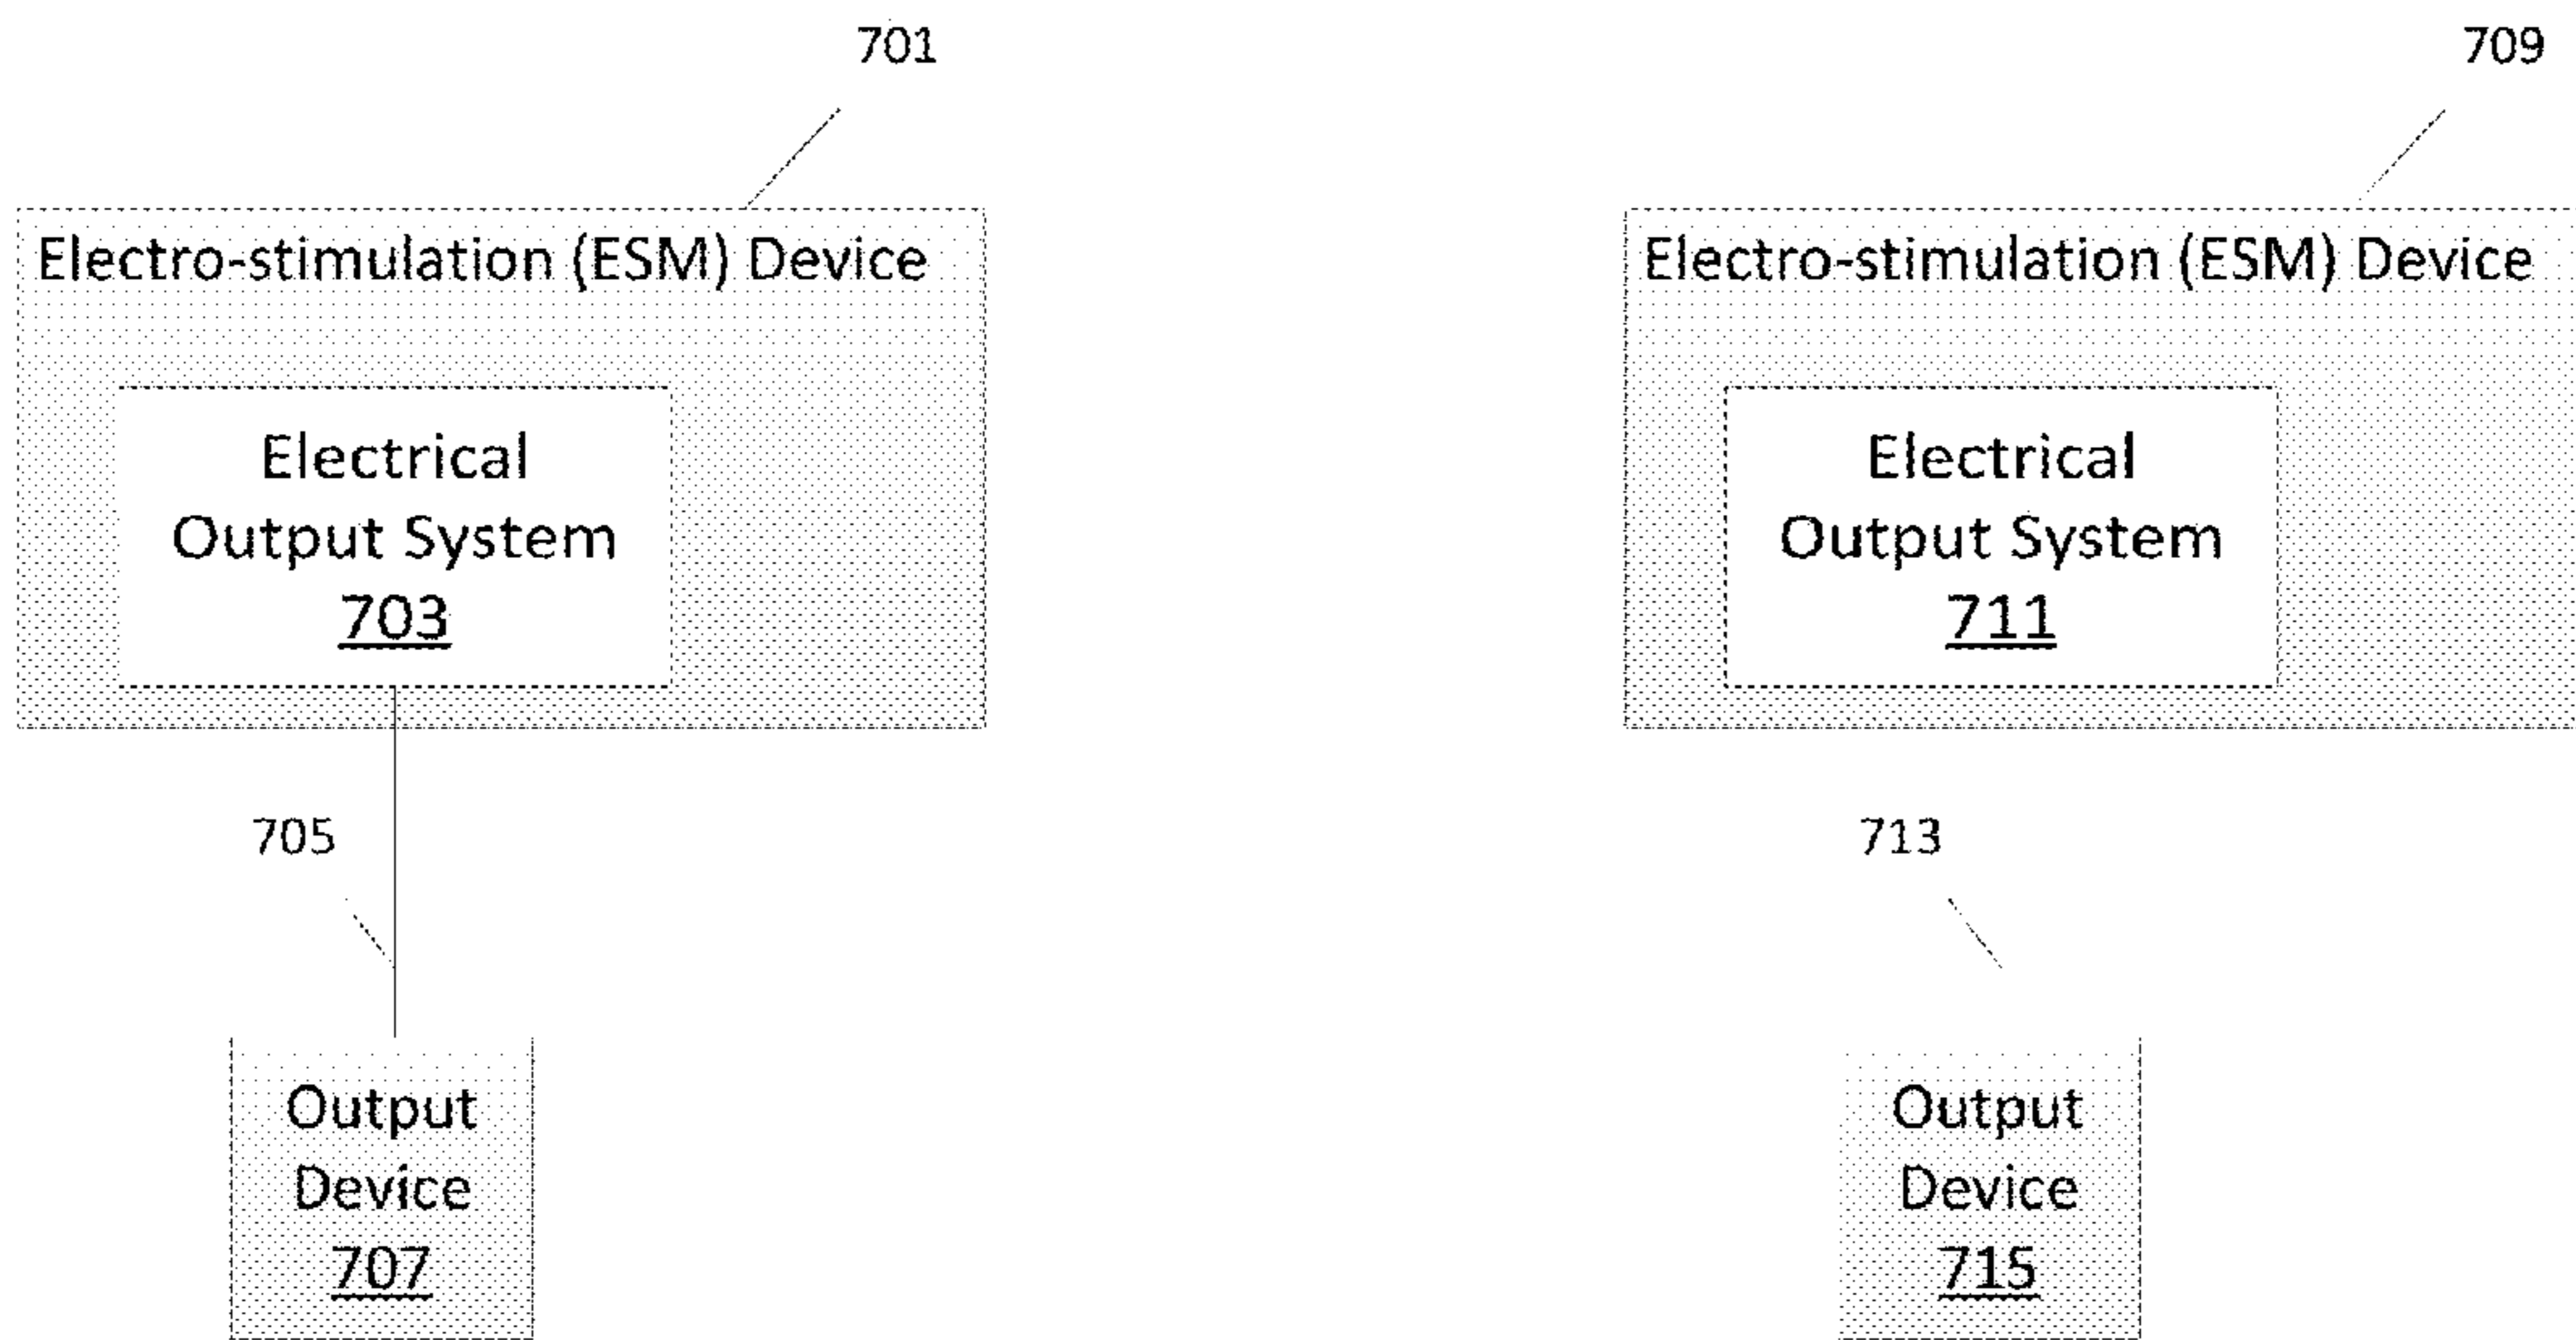 701
Electro-stimulation (ESM) Device
Electrical
Output System
703
705
Output
Device
707
709
Electro-stimulation (ESM) Device
Electrical
Output System
711
713
Output
Device
715